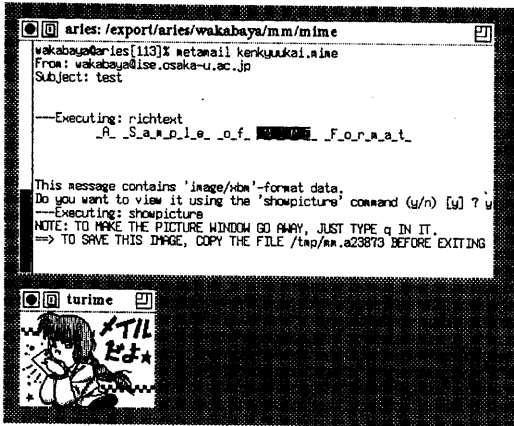 aries: /export/aries/wakabaya/mm/mime
wakabaya@aries[113]% metamail kenkyuukai.mime
From: wakabaya@ise.osaka-u.ac.jp
Subject: test
---Executing: richtext
_A_ _S_a_m_p_l_e_ _o_f_ _F_o_r_m_a_t_
This message contains 'image/xbm'-format data.
Do you want to view it using the 'showpicture' command (y/n) [y] ? y
---Executing: showpicture
NOTE: TO MAKE THE PICTURE WINDOW GO AWAY, JUST TYPE q IN IT.
==> TO SAVE THIS IMAGE, COPY THE FILE /tmp/mm.a23873 BEFORE EXITING
turime
メイル
だよ★